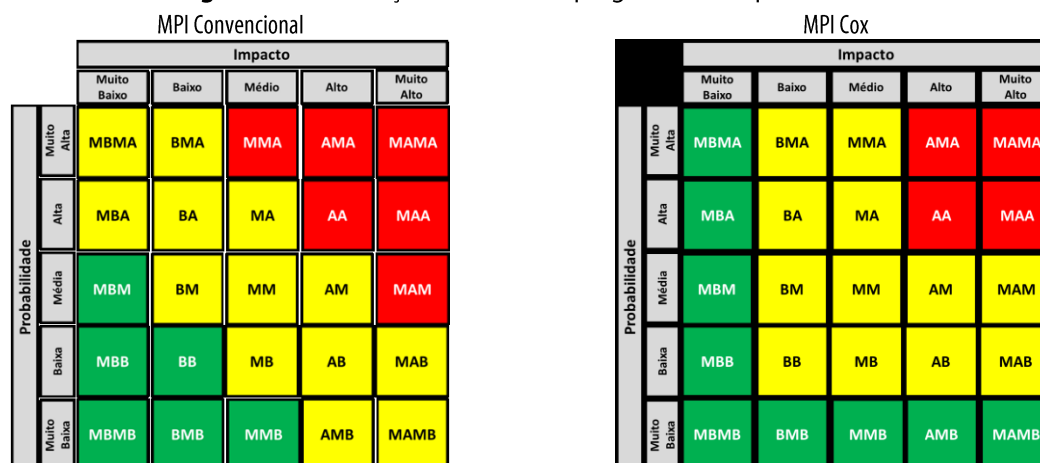 MPI Convencional
Impacto
Muito Baixo Baixo Médio Alto Muito Alto
Probabilidade
Muito Alta MBMA BMA MMA AMA MAMA
Alta MBA BA MA AA MAA
Média MBM BM MM AM MAM
Baixa MBB BB MB AB MAB
Muito Baixa MBMB BMB MMB AMB MAMB
MPI Cox
Impacto
Muito Baixo Baixo Médio Alto Muito Alto
Probabilidade
Muito Alta MBMA BMA MMA AMA MAMA
Alta MBA BA MA AA MAA
Média MBM BM MM AM MAM
Baixa MBB BB MB AB MAB
Muito Baixa MBMB BMB MMB AMB MAMB